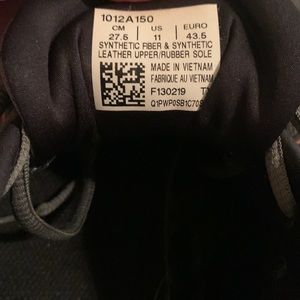 1012A150
CM US EURO
27.5 11 43.5
SYNTHETIC FIBER & SYNTHETIC
LEATHER UPPER/RUBBER SOLE
MADE IN VIETNAM
FABRIQUE AU VIETNAM
F130219